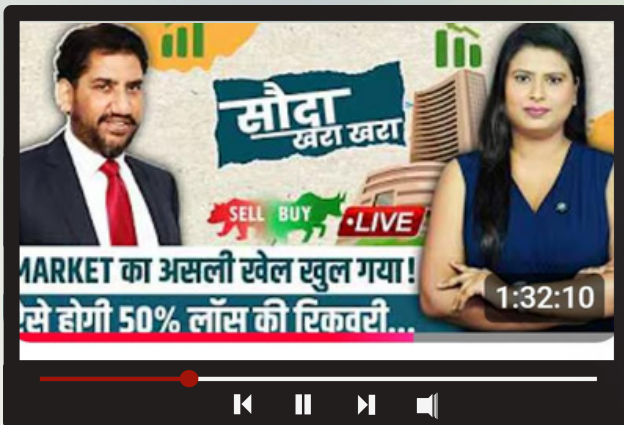 सौदा
खरा खरा
SELL BUY
•LIVE
MARKET का असली खेल खुल गया!
से होगी 50% लॉस की रिकवरी...
1:32:10